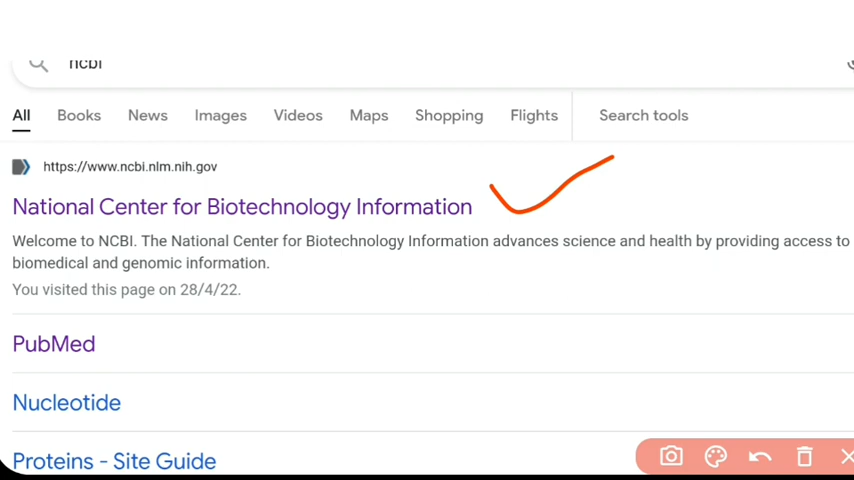 ncbi
All Books News Images Videos Maps Shopping Flights Search tools
https://www.ncbi.nlm.nih.gov
National Center for Biotechnology Information
Welcome to NCBI. The National Center for Biotechnology Information advances science and health by providing access to
biomedical and genomic information.
You visited this page on 28/4/22.
PubMed
Nucleotide
Proteins - Site Guide